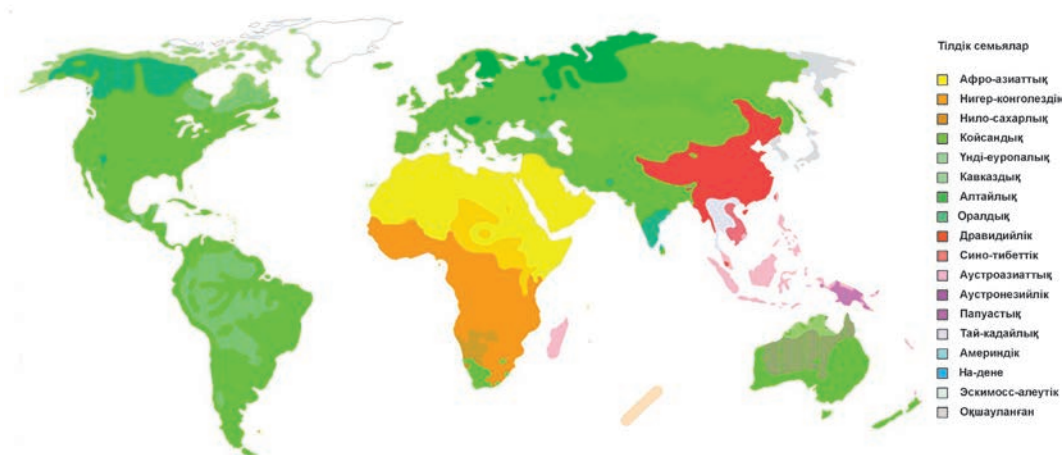 Тілдік семьялар
Афро-азиаттық
Нигер-конголездік
Нило-сахарлық
Койсандық
Үнді-еуропалық
Кавказдық
Алтайлық
Оралдық
Дравидийлік
Сино-тибеттік
Аустроазиаттық
Аустронезийлік
Папуастық
Тай-кадайлық
Америндік
На-дене
Эскимосс-алеутік
Оқшауланған